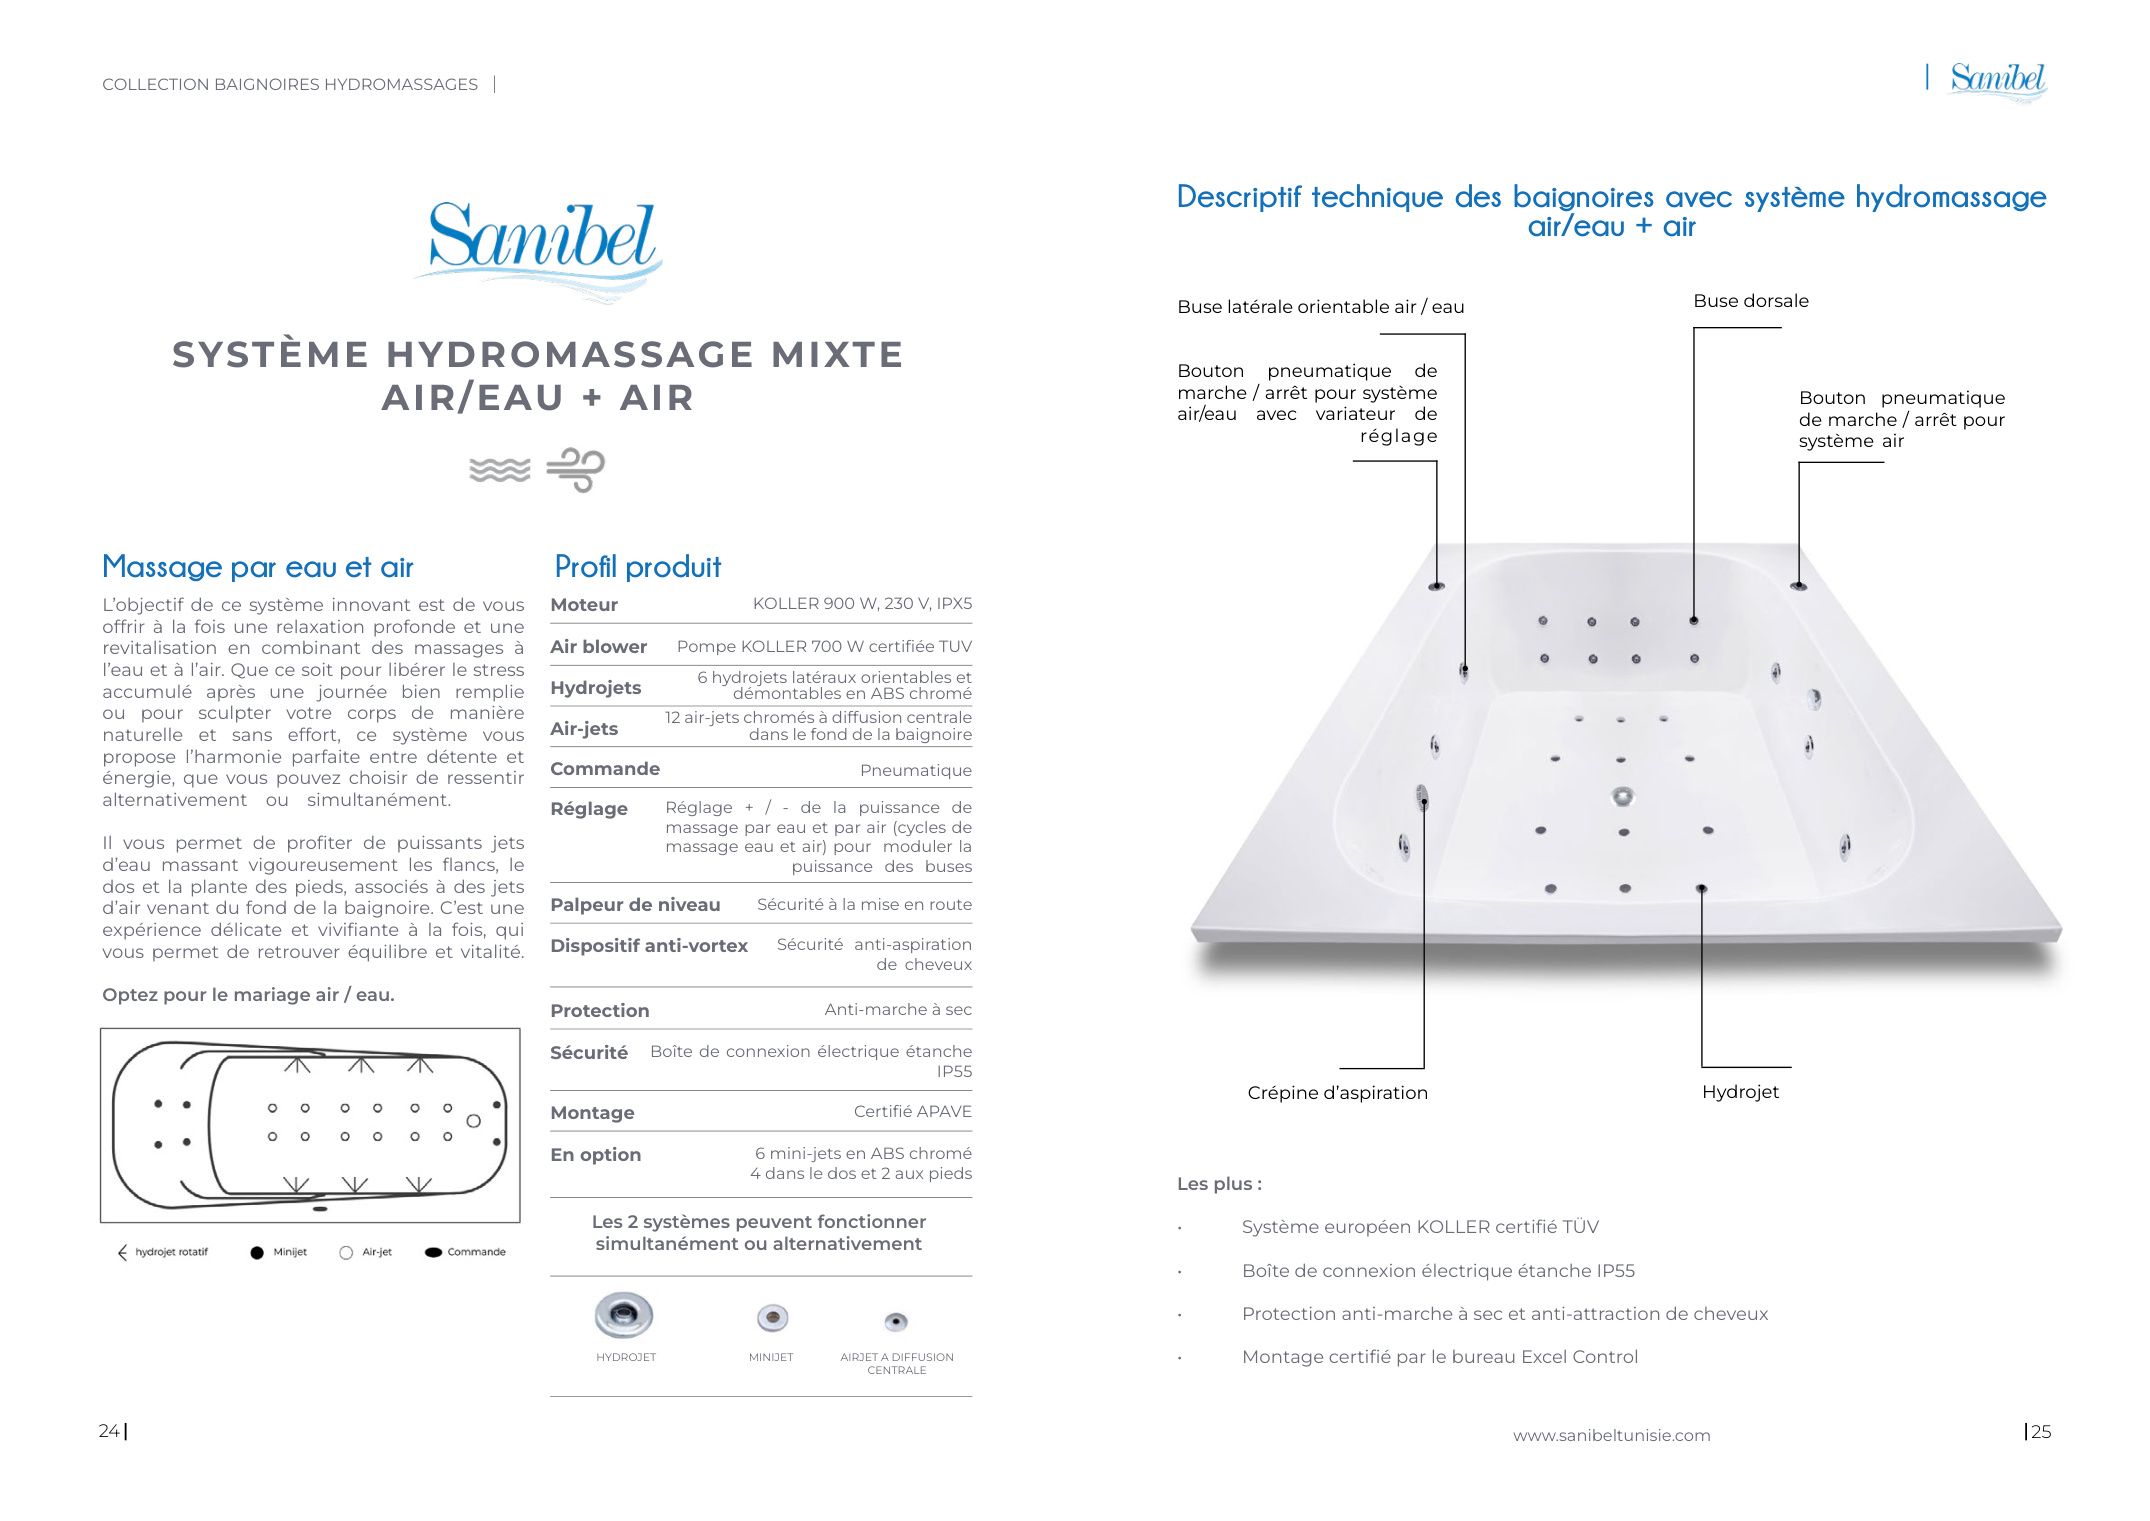 COLLECTION BAIGNOIRES HYDROMASSAGES
Sanibel
SYSTÈME HYDROMASSAGE MIXTE
AIR/EAU + AIR
Massage par eau et air
L'objectif de ce système innovant est de vous
offrir à la fois une relaxation profonde et une
revitalisation en combinant des massages à
l'eau et à l'air. Que ce soit pour libérer le stress
accumulé après une journée bien remplie
ou pour sculpter votre corps de manière
naturelle et sans effort, ce système vous
propose l'harmonie parfaite entre détente et
énergie, que vous pouvez choisir de ressentir
alternativement ou simultanément.
Il vous permet de profiter de puissants jets
d'eau massant vigoureusement les flancs, le
dos et la plante des pieds, associés à des jets
d'air venant du fond de la baignoire. C'est une
expérience délicate et vivifiante à la fois, qui
vous permet de retrouver équilibre et vitalité.
Optez pour le mariage air / eau.
hydrojet rotatif Minijet Air-jet Commande
Profil produit
Moteur KOLLER 900 W, 230 V, IPX5
Air blower Pompe KOLLER 700 W certifiée TUV
Hydrojets 6 hydrojets latéraux orientables et
démontables en ABS chromé
Air-jets 12 air-jets chromés à diffusion centrale
dans le fond de la baignoire
Commande Pneumatique
Réglage Réglage + / - de la puissance de
massage par eau et par air (cycles de
massage eau et air) pour moduler la
puissance des buses
Palpeur de niveau Sécurité à la mise en route
Dispositif anti-vortex Sécurité anti-aspiration
de cheveux
Protection Anti-marche à sec
Sécurité Boîte de connexion électrique étanche
IP55
Montage Certifié APAVE
En option 6 mini-jets en ABS chromé
4 dans le dos et 2 aux pieds
Les 2 systèmes peuvent fonctionner
simultanément ou alternativement
HYDROJET MINIJET AIRJET A DIFFUSION
CENTRALE
24
Sanibel
Descriptif technique des baignoires avec système hydromassage
air/eau + air
Buse latérale orientable air / eau
Buse dorsale
Bouton pneumatique de
marche / arrêt pour système
air/eau avec variateur de
réglage
Bouton pneumatique
de marche / arrêt pour
système air
Crépine d'aspiration
Hydrojet
Les plus :
• Système européen KOLLER certifié TÜV
• Boîte de connexion électrique étanche IP55
• Protection anti-marche à sec et anti-attraction de cheveux
• Montage certifié par le bureau Excel Control
www.sanibeltunisie.com
25